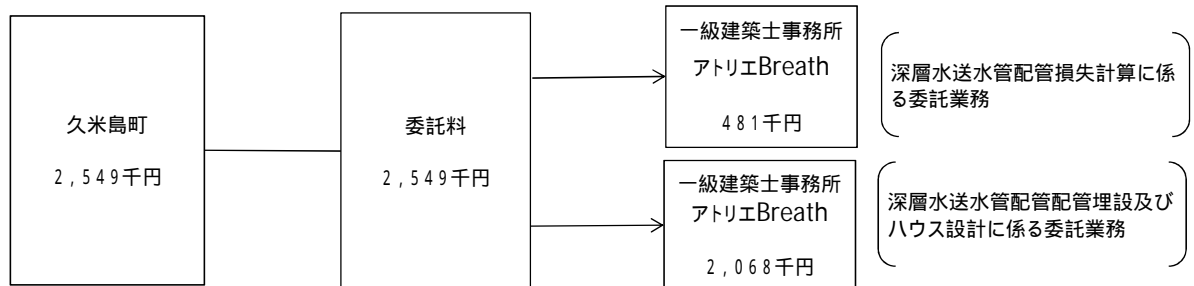 久米島町
2,549千円
委託料
2,549千円
一級建築士事務所
アトリエBreath
481千円
深層水送水管配管損失計算に係
る委託業務
一級建築士事務所
アトリエBreath
2,068千円
深層水送水管配管配管埋設及び
ハウス設計に係る委託業務